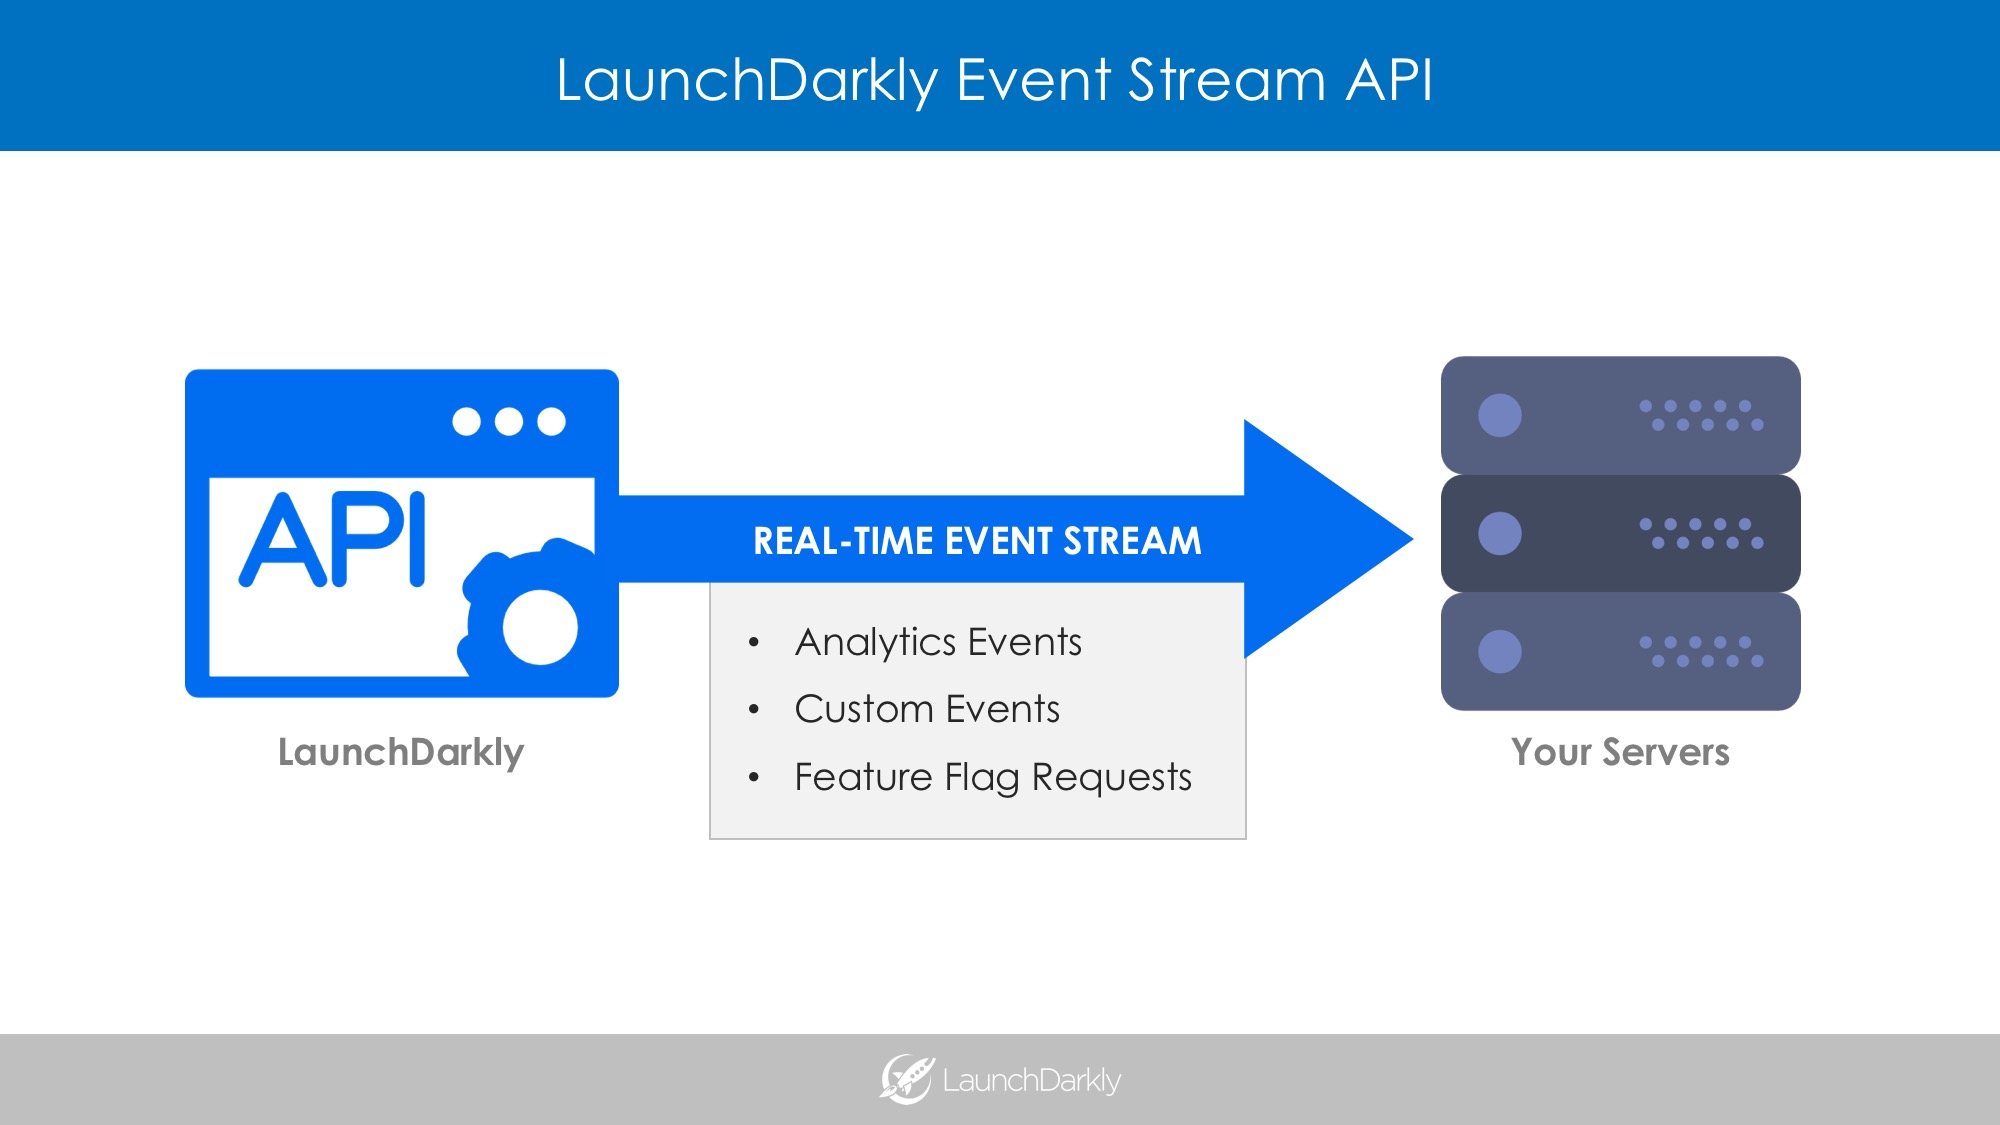 LaunchDarkly Event Stream API
API
REAL-TIME EVENT STREAM
• Analytics Events
• Custom Events
• Feature Flag Requests
LaunchDarkly
Your Servers
LaunchDarkly